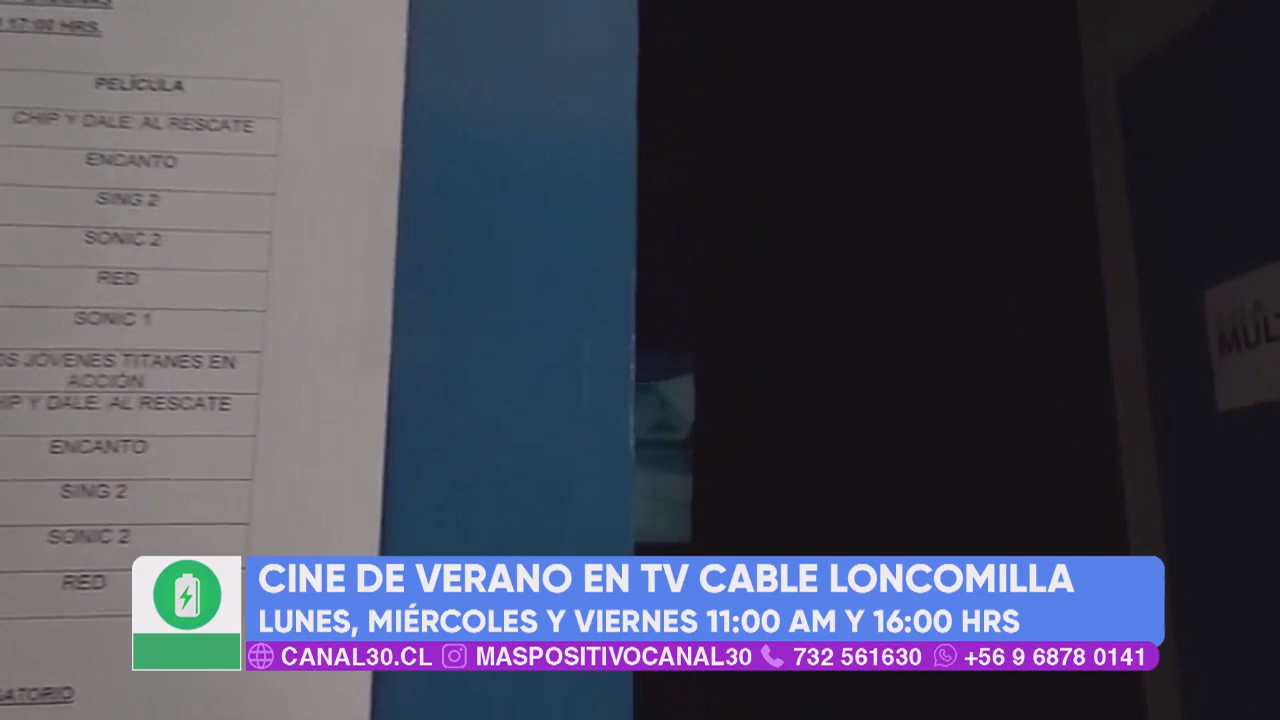 17:00 HRS.
PELÍCULA
CHIP Y DALE: AL RESCATE
ENCANTO
SING 2
SONIC 2
RED
SONIC 1
JÓVENES TITANES EN
ACCIÓN
Y DALE: AL RESCATE
ENCANTO
SING 2
SONIC 2
RED
CINE DE VERANO EN TV CABLE LONCOMILLA
LUNES, MIÉRCOLES Y VIERNES 11:00 AM Y 16:00 HRS
CANAL30.CL MASPOSITIVOCANAL30 732 561630 +56 9 6878 0141